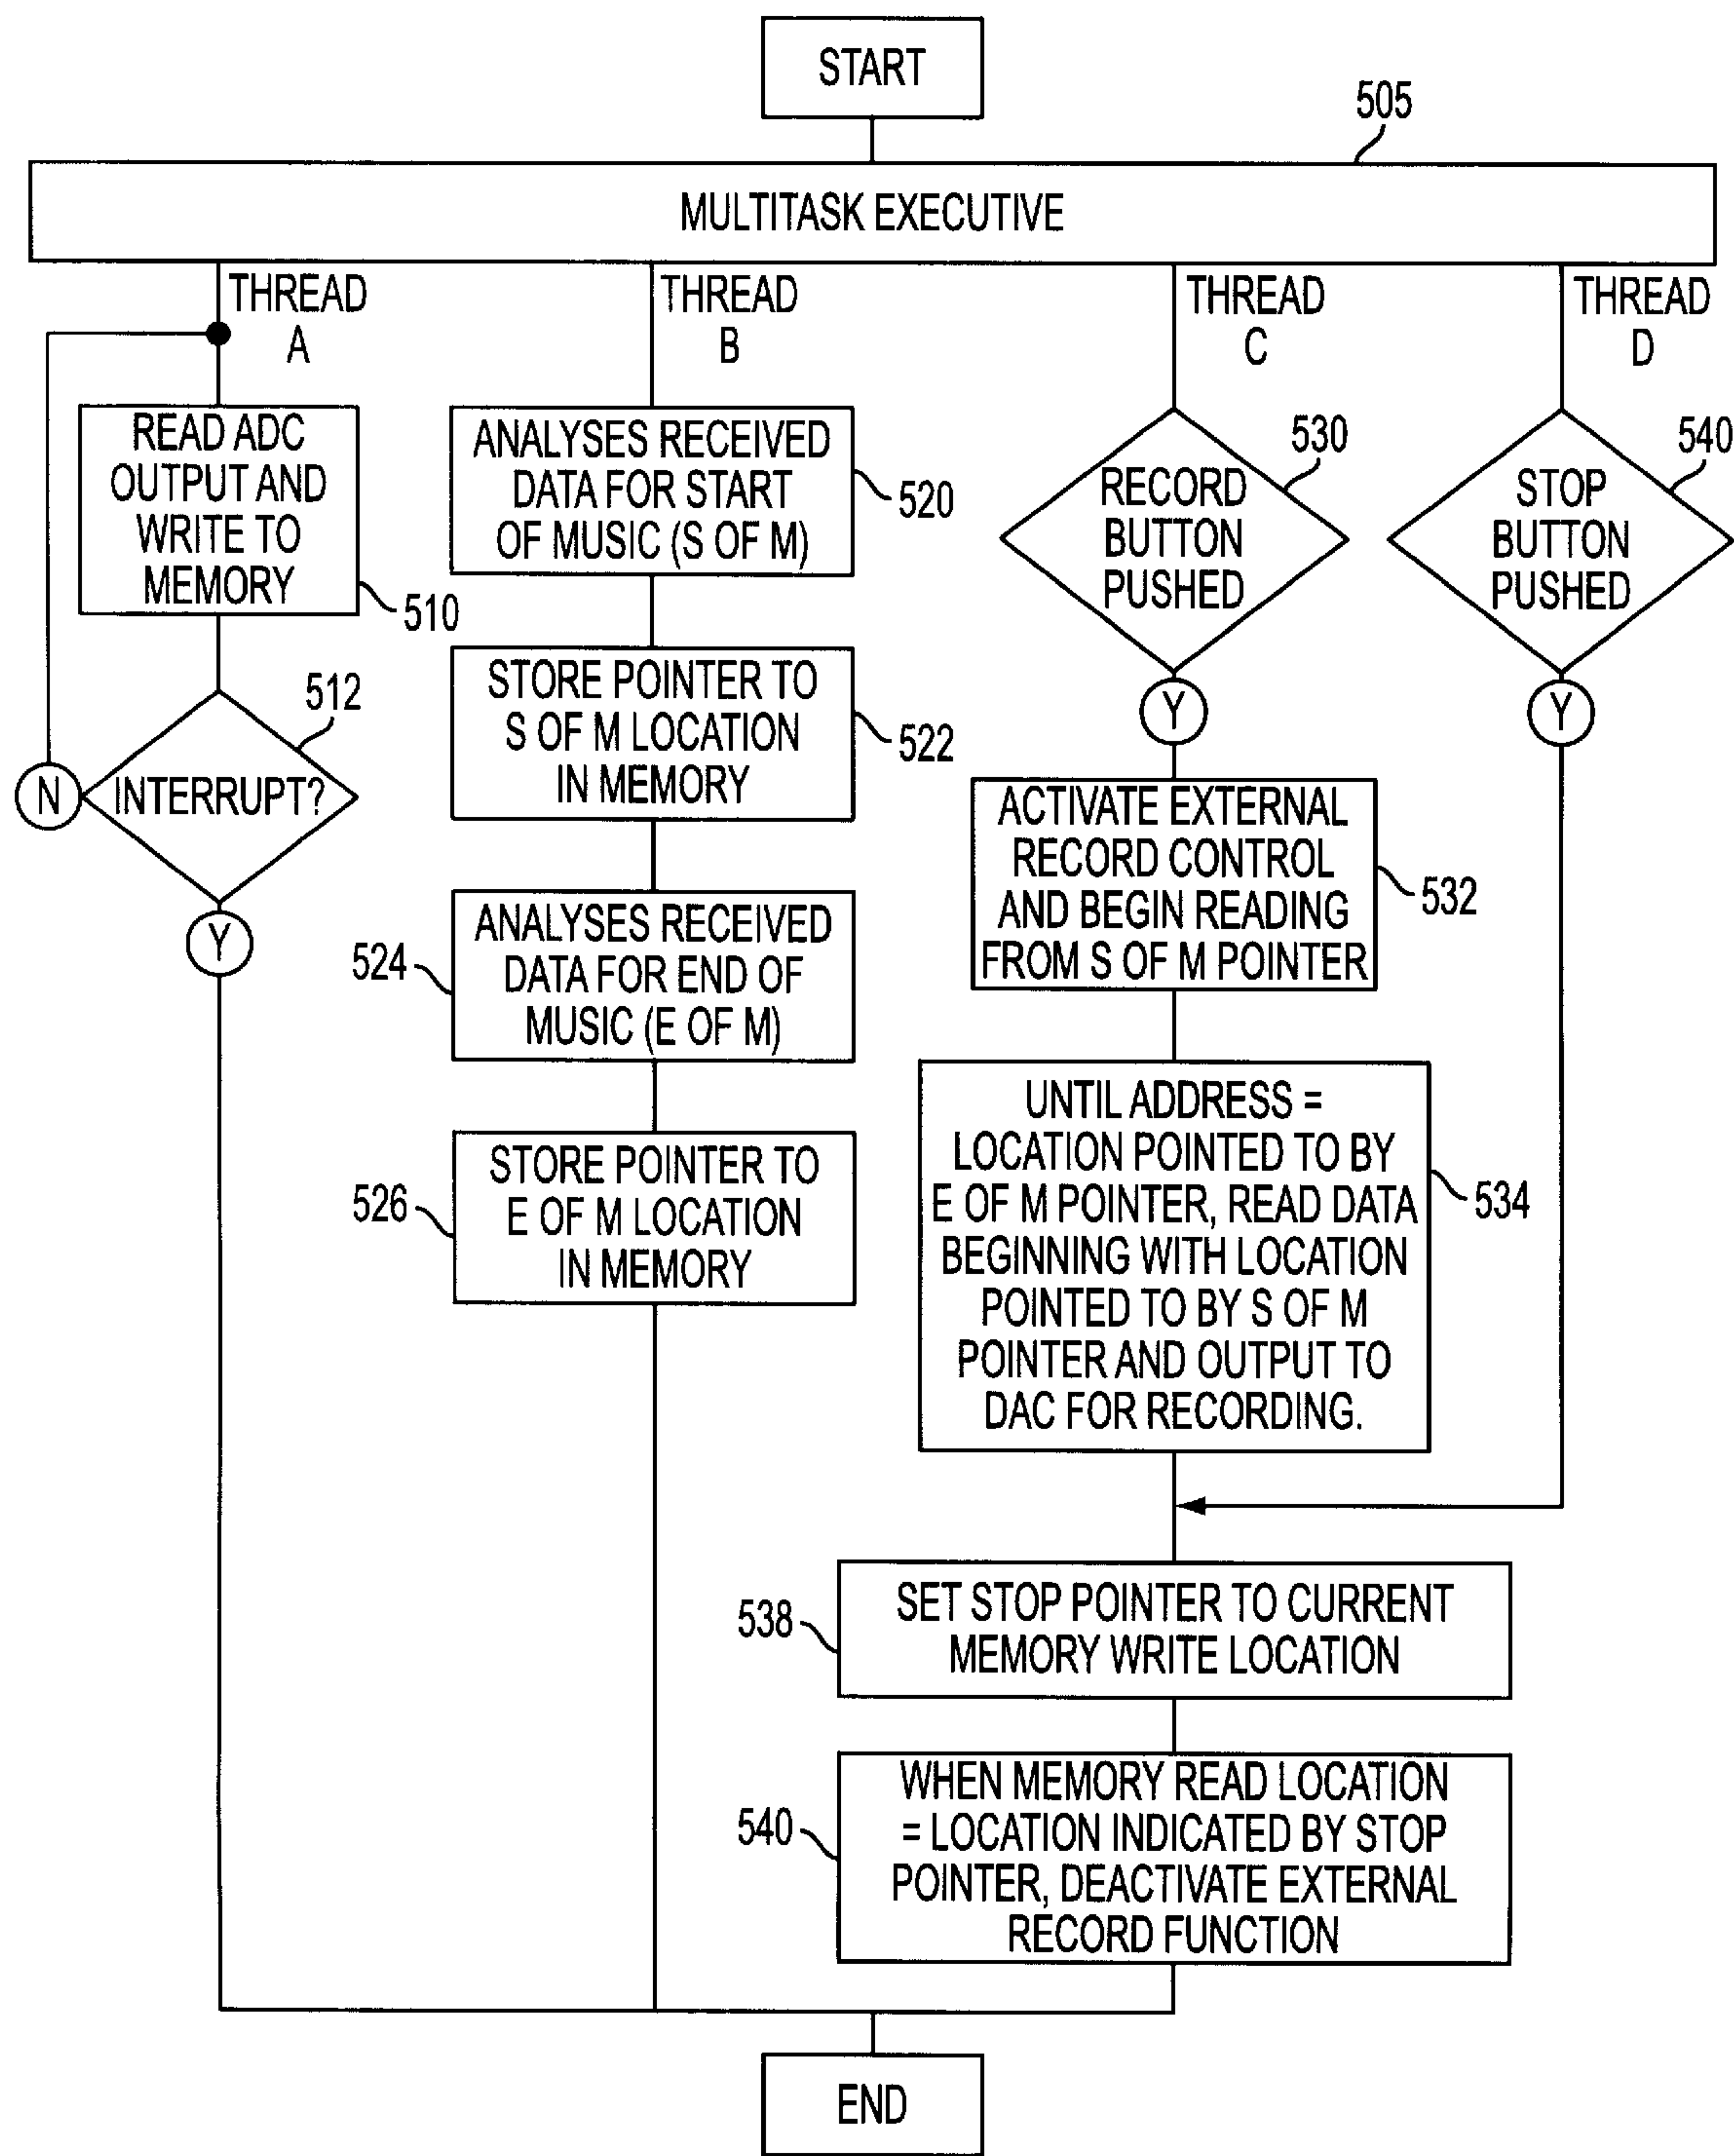 START
505
MULTITASK EXECUTIVE
THREAD
A
THREAD
B
THREAD
C
THREAD
D
READ ADC
OUTPUT AND
WRITE TO
MEMORY
510
512
INTERRUPT?
N
Y
ANALYSES RECEIVED
DATA FOR START
OF MUSIC (S OF M)
520
STORE POINTER TO
S OF M LOCATION
IN MEMORY
522
ANALYSES RECEIVED
DATA FOR END OF
MUSIC (E OF M)
524
STORE POINTER TO
E OF M LOCATION
IN MEMORY
526
RECORD
BUTTON
PUSHED
530
Y
ACTIVATE EXTERNAL
RECORD CONTROL
AND BEGIN READING
FROM S OF M POINTER
532
UNTIL ADDRESS =
LOCATION POINTED TO BY
E OF M POINTER, READ DATA
BEGINNING WITH LOCATION
POINTED TO BY S OF M
POINTER AND OUTPUT TO
DAC FOR RECORDING.
534
STOP
BUTTON
PUSHED
540
Y
SET STOP POINTER TO CURRENT
MEMORY WRITE LOCATION
538
WHEN MEMORY READ LOCATION
= LOCATION INDICATED BY STOP
POINTER, DEACTIVATE EXTERNAL
RECORD FUNCTION
540
END